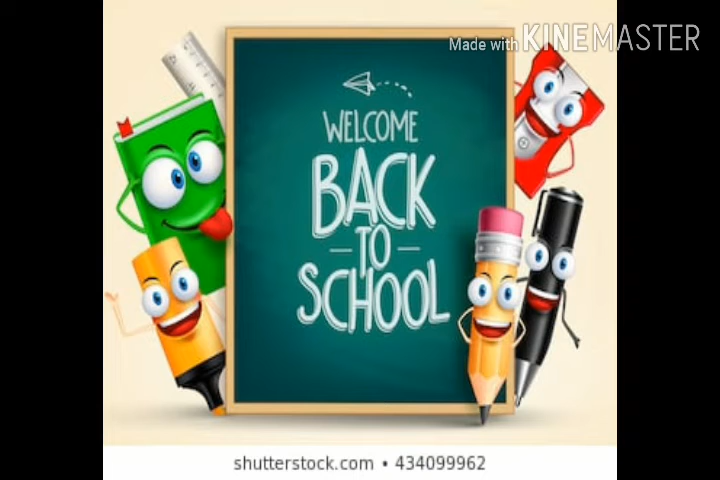 Made with KINEMASTER
WELCOME
BACK
TO
SCHOOL
shutterstock.com • 434099962